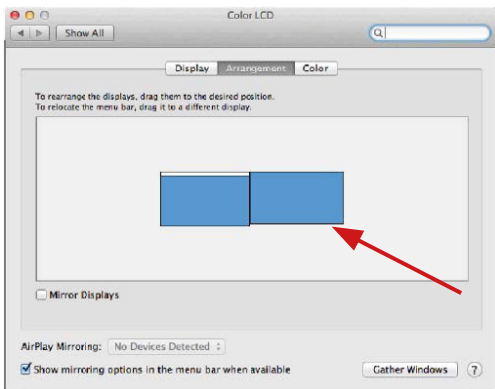 Color LCD
Show All
Display Arrangement Color
To rearrange the displays, drag them to the desired position.
To relocate the menu bar, drag it to a different display.
Mirror Displays
AirPlay Mirroring: No Devices Detected
Show mirroring options in the menu bar when available
Gather Windows ?